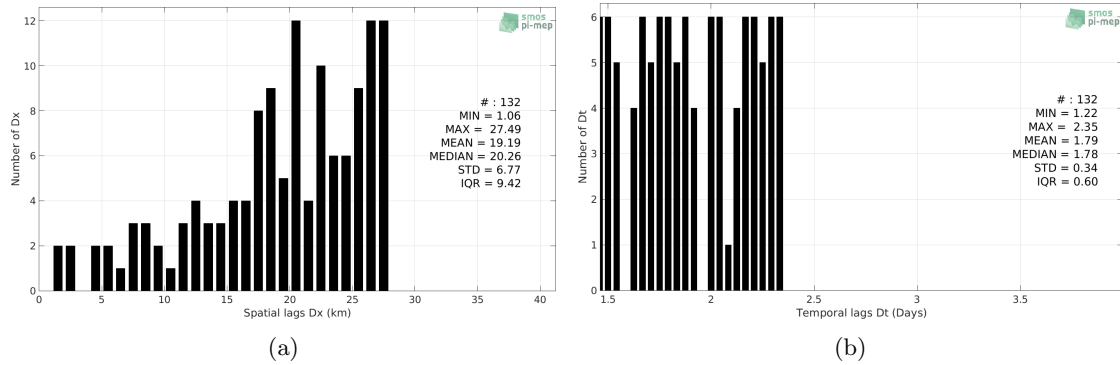 smos
pi-mep
12
10
8
6
4
2
0
Number of Dx
# : 132
MIN = 1.06
MAX = 27.49
MEAN = 19.19
MEDIAN = 20.26
STD = 6.77
IQR = 9.42
0 5 10 15 20 25 30 35 40
Spatial lags Dx (km)
(a)
smos
pi-mep
6
5
4
3
2
1
0
Number of Dt
# : 132
MIN = 1.22
MAX = 2.35
MEAN = 1.79
MEDIAN = 1.78
STD = 0.34
IQR = 0.60
1.5 2 2.5 3 3.5
Temporal lags Dt (Days)
(b)